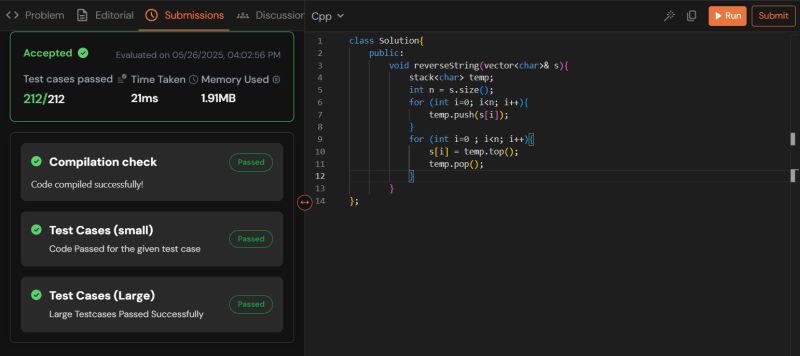 Problem Editorial Submissions Discussion
Accepted Evaluated on 05/26/2025, 04:02:56 PM
Test cases passed Time Taken Memory Used
212/212 21ms 1.91MB
Compilation check Passed
Code compiled successfully!
Test Cases (small) Passed
Code Passed for the given test case
Test Cases (Large) Passed
Large Testcases Passed Successfully
Cpp Run Submit
1 class Solution{
2 public:
3 void reverseString(vector<char>& s){
4 stack<char> temp;
5 int n = s.size();
6 for (int i=0; i<n; i++){
7 temp.push(s[i]);
8 }
9 for (int i=0 ; i<n; i++){
10 s[i] = temp.top();
11 temp.pop();
12 }
13 }
14 };